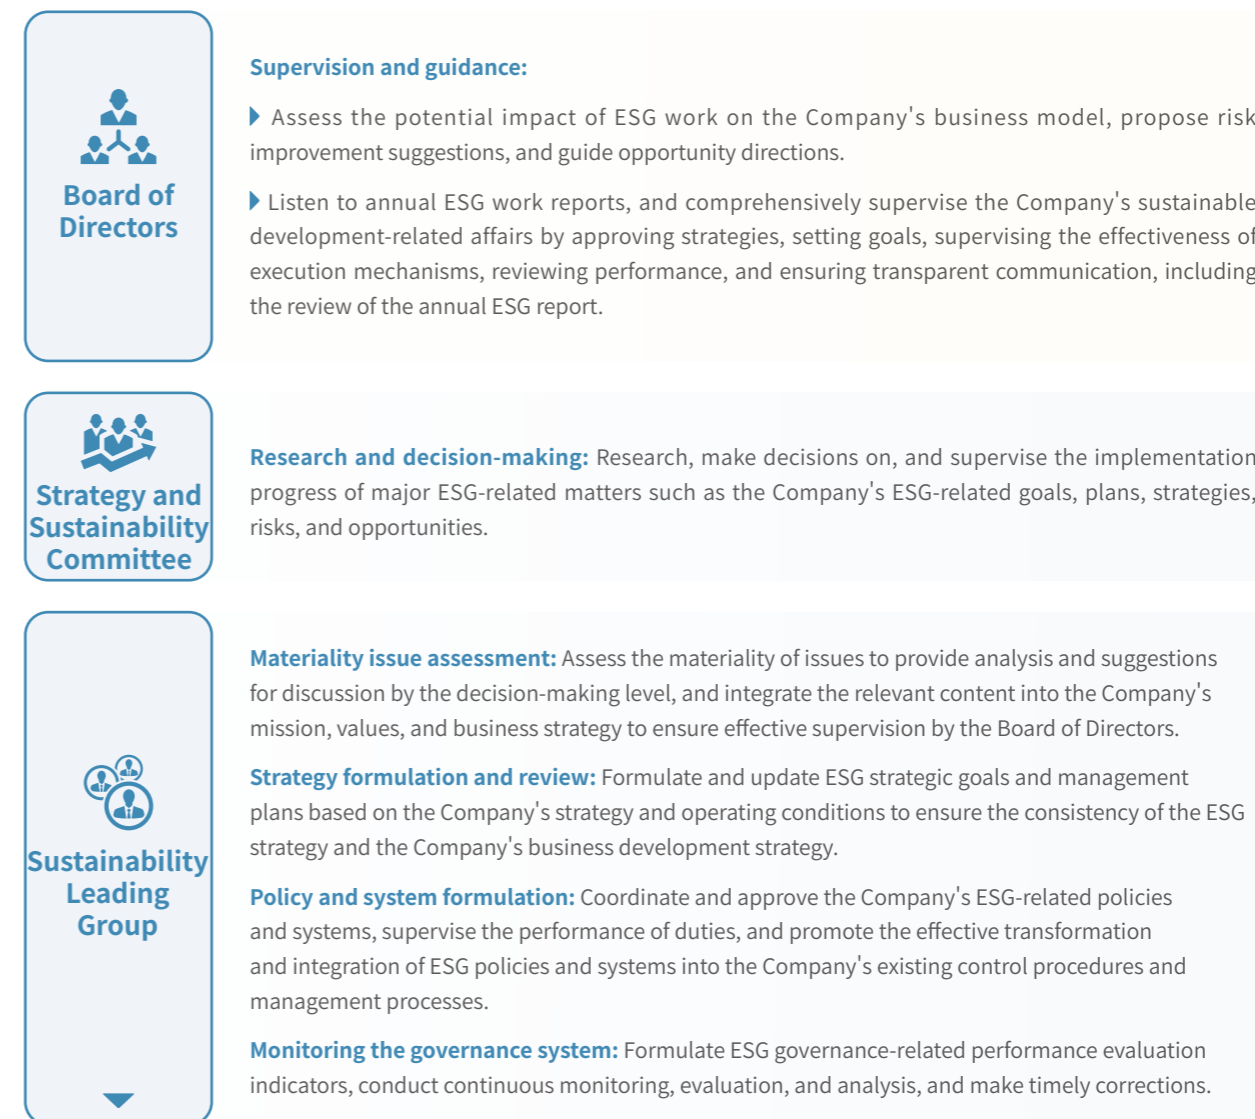 Board of
Directors
Supervision and guidance:
Assess the potential impact of ESG work on the Company's business model, propose risk
improvement suggestions, and guide opportunity directions.
Listen to annual ESG work reports, and comprehensively supervise the Company's sustainable
development-related affairs by approving strategies, setting goals, supervising the effectiveness of
execution mechanisms, reviewing performance, and ensuring transparent communication, including
the review of the annual ESG report.
Strategy and
Sustainability
Committee
Research and decision-making: Research, make decisions on, and supervise the implementation
progress of major ESG-related matters such as the Company's ESG-related goals, plans, strategies,
risks, and opportunities.
Sustainability
Leading
Group
Materiality issue assessment: Assess the materiality of issues to provide analysis and suggestions
for discussion by the decision-making level, and integrate the relevant content into the Company's
mission, values, and business strategy to ensure effective supervision by the Board of Directors.
Strategy formulation and review: Formulate and update ESG strategic goals and management
plans based on the Company's strategy and operating conditions to ensure the consistency of the ESG
strategy and the Company's business development strategy.
Policy and system formulation: Coordinate and approve the Company's ESG-related policies
and systems, supervise the performance of duties, and promote the effective transformation
and integration of ESG policies and systems into the Company's existing control procedures and
management processes.
Monitoring the governance system: Formulate ESG governance-related performance evaluation
indicators, conduct continuous monitoring, evaluation, and analysis, and make timely corrections.